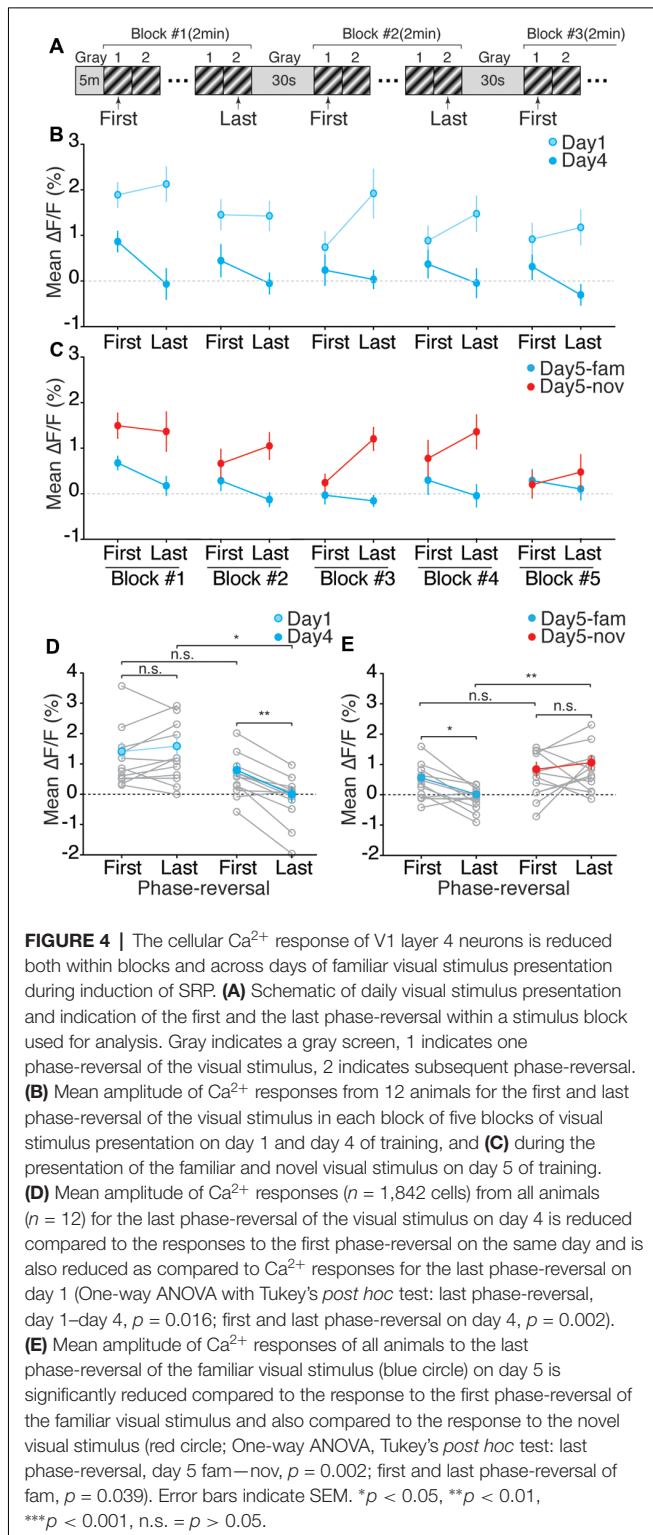 A
Block #1(2min)
Block #2(2min)
Block #3(2min)
Gray 1 2 Gray 1 2 Gray 1 2
5m ••• 30s ••• 30s •••
First Last First Last First
B
Day1
Day4
Mean ΔF/F (%)
3
2
1
0
-1
First Last First Last First Last First Last First Last
C
Day5-fam
Day5-nov
Mean ΔF/F (%)
3
2
1
0
-1
First Last First Last First Last First Last First Last
Block #1 Block #2 Block #3 Block #4 Block #5
D
Day1
Day4
*
n.s.
n.s.
**
Mean ΔF/F (%)
4
3
2
1
0
-1
-2
First Last First Last
Phase-reversal
E
Day5-fam
Day5-nov
**
n.s.
n.s.
*
Mean ΔF/F (%)
4
3
2
1
0
-1
-2
First Last First Last
Phase-reversal
FIGURE 4 | The cellular Ca²⁺ response of V1 layer 4 neurons is reduced
both within blocks and across days of familiar visual stimulus presentation
during induction of SRP. (A) Schematic of daily visual stimulus presentation
and indication of the first and the last phase-reversal within a stimulus block
used for analysis. Gray indicates a gray screen, 1 indicates one
phase-reversal of the visual stimulus, 2 indicates subsequent phase-reversal.
(B) Mean amplitude of Ca²⁺ responses from 12 animals for the first and last
phase-reversal of the visual stimulus in each block of five blocks of visual
stimulus presentation on day 1 and day 4 of training, and (C) during the
presentation of the familiar and novel visual stimulus on day 5 of training.
(D) Mean amplitude of Ca²⁺ responses (n = 1,842 cells) from all animals
(n = 12) for the last phase-reversal of the visual stimulus on day 4 is reduced
compared to the responses to the first phase-reversal on the same day and is
also reduced as compared to Ca²⁺ responses for the last phase-reversal on
day 1 (One-way ANOVA with Tukey's post hoc test: last phase-reversal,
day 1–day 4, p = 0.016; first and last phase-reversal on day 4, p = 0.002).
(E) Mean amplitude of Ca²⁺ responses of all animals to the last
phase-reversal of the familiar visual stimulus (blue circle) on day 5 is
significantly reduced compared to the response to the first phase-reversal of
the familiar visual stimulus and also compared to the response to the novel
visual stimulus (red circle; One-way ANOVA, Tukey's post hoc test: last
phase-reversal, day 5 fam—nov, p = 0.002; first and last phase-reversal of
fam, p = 0.039). Error bars indicate SEM. *p < 0.05, **p < 0.01,
***p < 0.001, n.s. = p > 0.05.